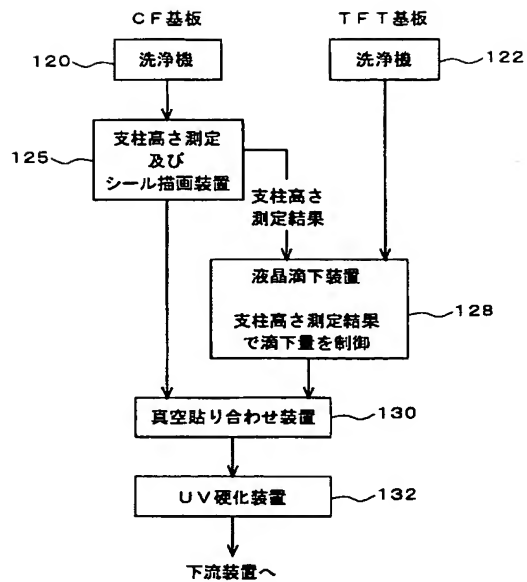 CF基板
TFT基板
120
洗浄機
洗浄機
122
125
支柱高さ測定
及び
シール描画装置
支柱高さ
測定結果
液晶滴下装置
支柱高さ測定結果
で滴下量を制御
128
真空貼り合わせ装置
130
UV硬化装置
132
下流装置へ